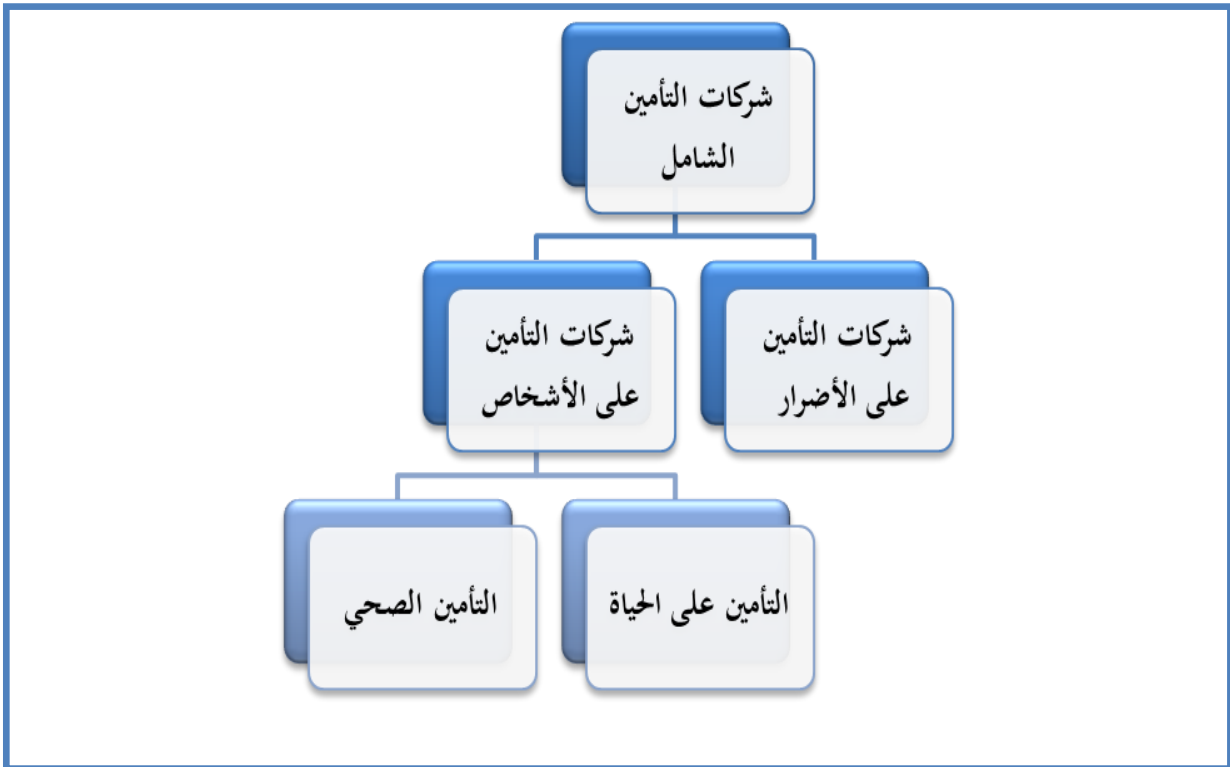 شركات التأمين
الشامل
شركات التأمين
على الأضرار
شركات التأمين
على الأشخاص
التأمين على الحياة
التأمين الصحي